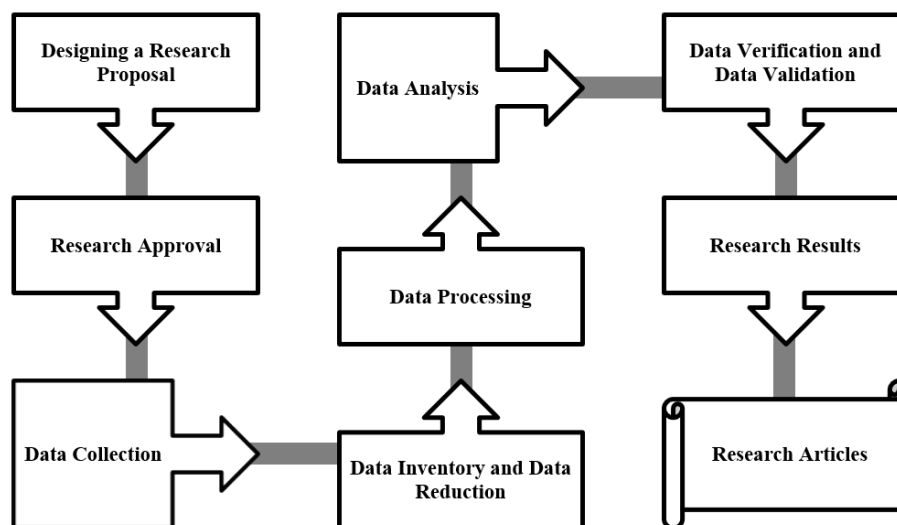 Designing a Research
Proposal
Research Approval
Data Collection
Data Inventory and Data
Reduction
Data Processing
Data Analysis
Data Verification and
Data Validation
Research Results
Research Articles